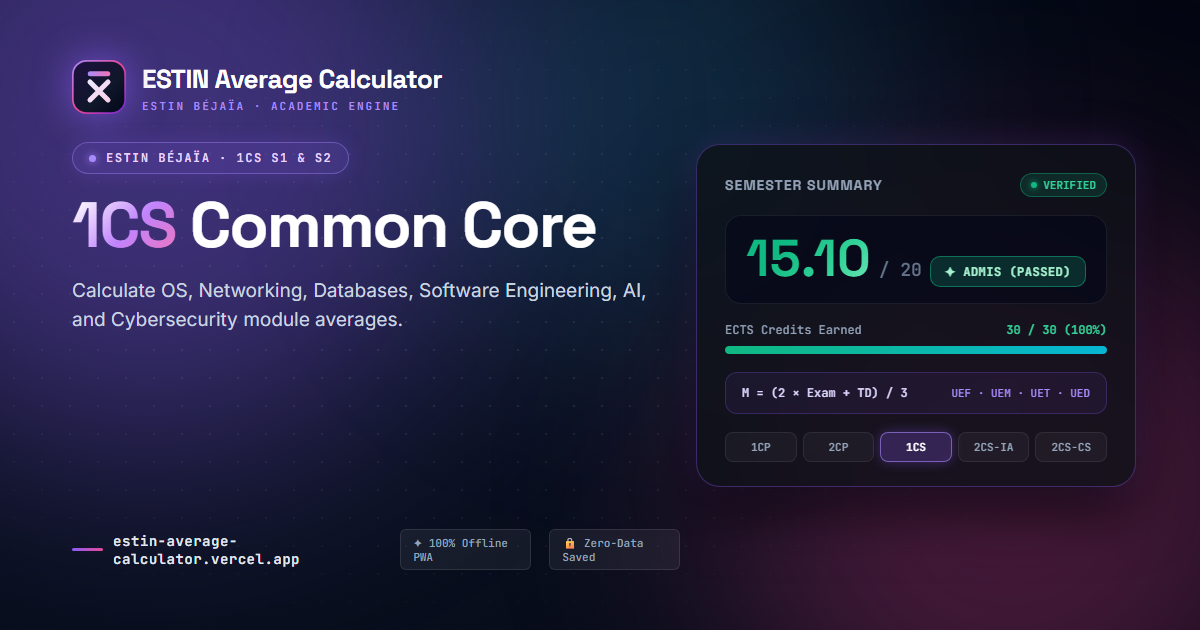 ESTIN Average Calculator
ESTIN BÉJAÏA · ACADEMIC ENGINE
ESTIN BÉJAÏA · 1CS S1 & S2
1CS Common Core
Calculate OS, Networking, Databases, Software Engineering, AI,
and Cybersecurity module averages.
SEMESTER SUMMARY
VERIFIED
15.10 / 20
✦ ADMIS (PASSED)
ECTS Credits Earned
30 / 30 (100%)
M = (2 × Exam + TD) / 3
UEF · UEM · UET · UED
1CP
2CP
1CS
2CS-IA
2CS-CS
estin-average-
calculator.vercel.app
✦ 100% Offline
PWA
🔒 Zero-Data
Saved